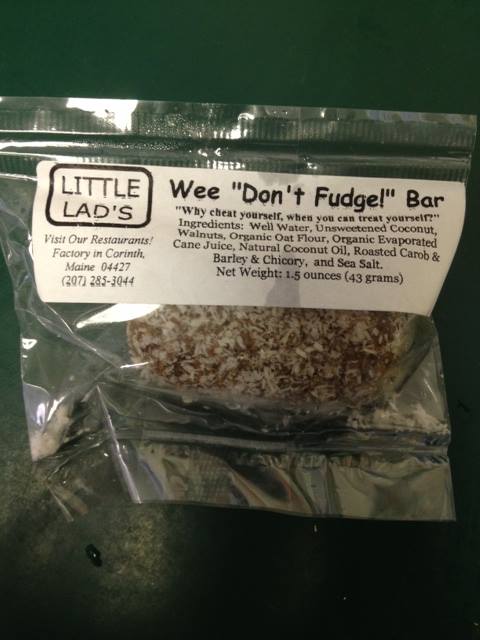 LITTLE
LAD'S
Visit Our Restaurants!
Factory in Corinth,
Maine 04427
(207) 285-3044
Wee "Don't Fudge!" Bar
"Why cheat yourself, when you can treat yourself?"
Ingredients: Well Water, Unsweetened Coconut,
Walnuts, Organic Oat Flour, Organic Evaporated
Cane Juice, Natural Coconut Oil, Roasted Carob &
Barley & Chicory, and Sea Salt.
Net Weight: 1.5 ounces (43 grams)